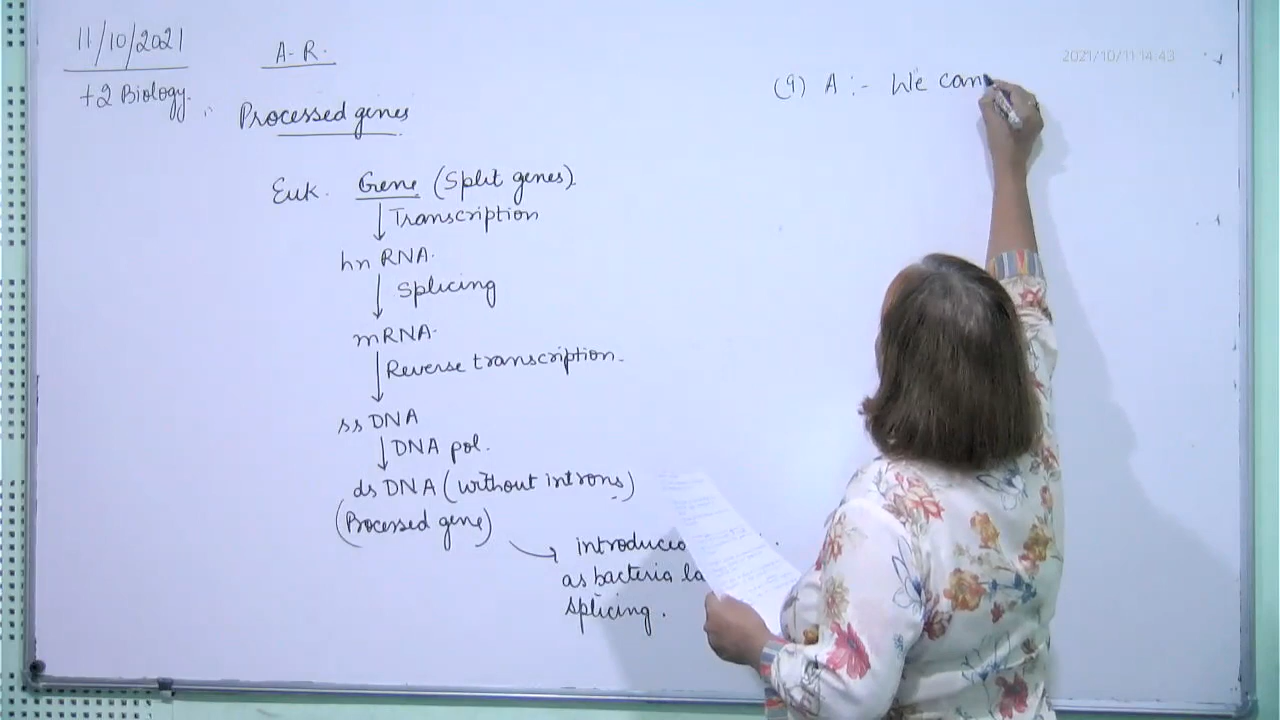 11/10/2021
A-R.
+2 Biology.
Processed genes
Euk. Gene (Split genes).
Transcription
hn RNA.
Splicing
mRNA.
Reverse transcription.
ss DNA
DNA pol.
ds DNA (without introns)
(Processed gene)
as bacteria
splicing.
(9) A :- We can
2021/10/11 14:43